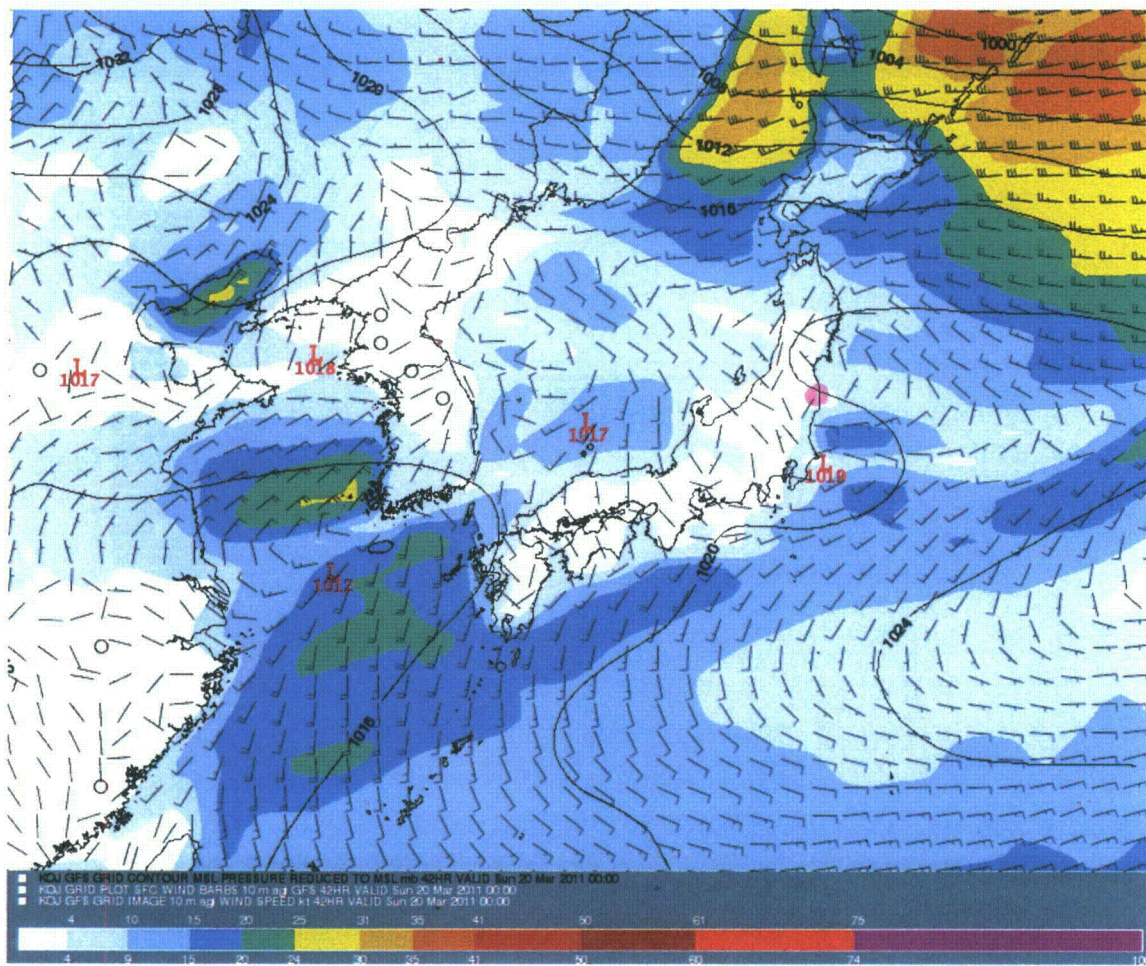 1032
1028
1020
1008
1000
1004
1012
1016
1024
L
1017
L
1018
L
1017
L
1019
L
1012
1020
1024
1016
KDJ GFS GRID CONTOUR MSL PRESSURE REDUCED TO MSL mb 42HR VALID Sun 20 Mar 2011 00:00
KDJ GRID PLOT SFC WIND BARBS 10 m agl GFS 42HR VALID Sun 20 Mar 2011 00:00
KDJ GFS GRID IMAGE 10 m agl WIND SPEED kt 42HR VALID Sun 20 Mar 2011 00:00
4 10 15 20 25 31 35 41 50 61 75
4 9 15 20 24 31 35 41 50 60 74